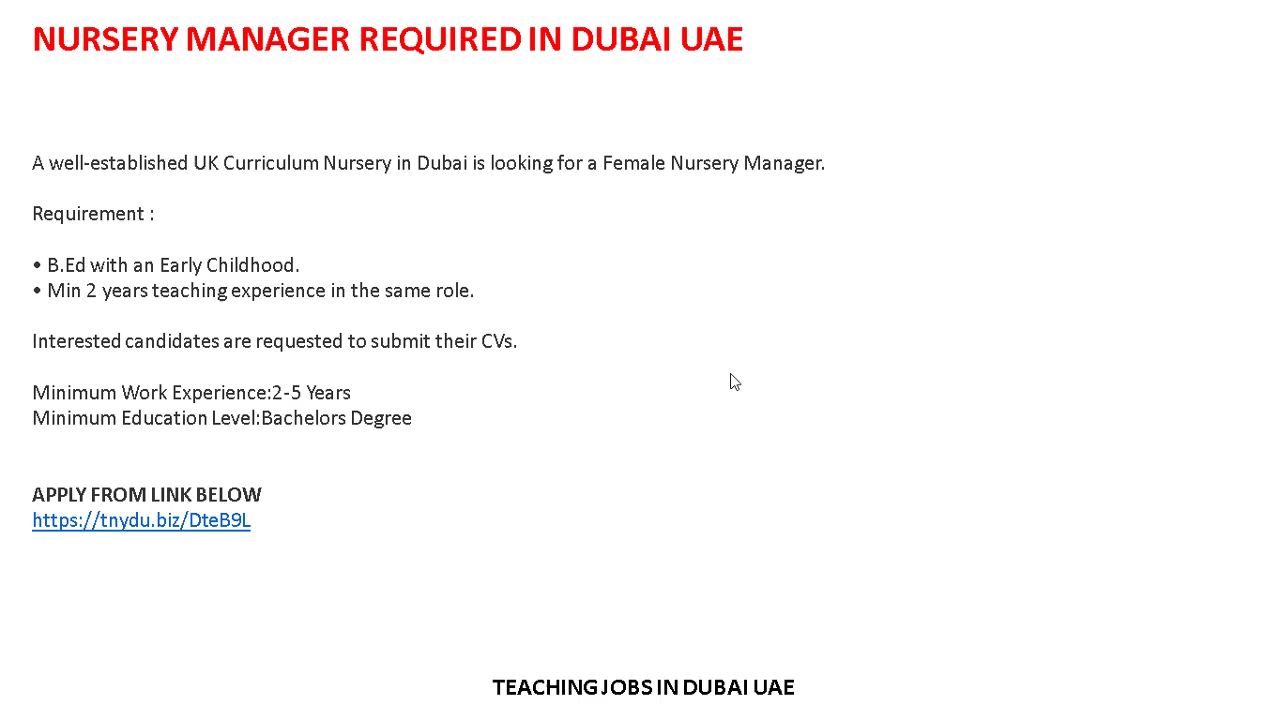 NURSERY MANAGER REQUIRED IN DUBAI UAE
A well-established UK Curriculum Nursery in Dubai is looking for a Female Nursery Manager.
Requirement :
• B.Ed with an Early Childhood.
• Min 2 years teaching experience in the same role.
Interested candidates are requested to submit their CVs.
Minimum Work Experience:2-5 Years
Minimum Education Level:Bachelors Degree
APPLY FROM LINK BELOW
https://tnydu.biz/DteB9L
TEACHING JOBS IN DUBAI UAE